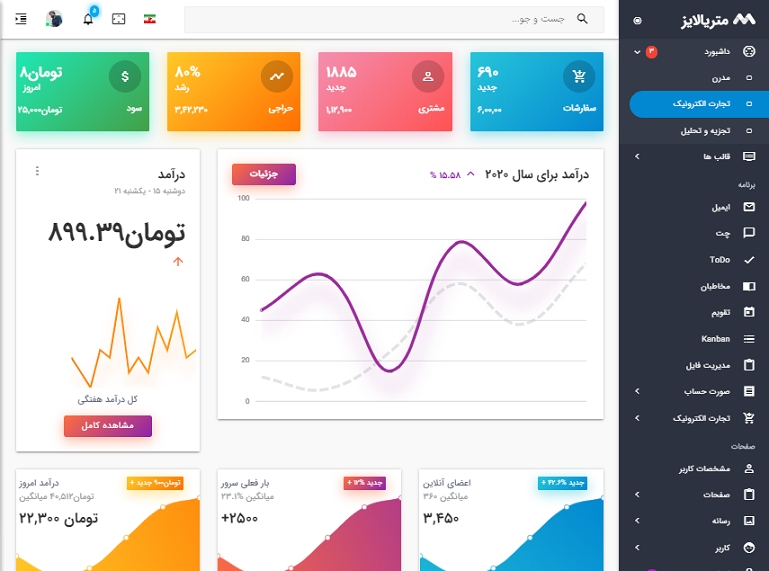 متریالایز
داشبورد
۳
مدرن
تجارت الکترونیک
تجزیه و تحلیل
قالب ها
برنامه
ایمیل
چت
ToDo
مخاطبان
تقویم
Kanban
مدیریت فایل
صورت حساب
تجارت الکترونیک
صفحات
مشخصات کاربر
صفحات
رسانه
کاربر
جست و جو...
۵
۶۹۰
جدید
سفارشات
۶,۰۰,۰۰
۱۸۸۵
جدید
مشتری
۱,۱۲,۹۰۰
۸۰%
رشد
حراجی
۳,۴۲,۲۳۰
تومان۸
امروز
سود
تومان۲۵,۰۰۰
درآمد برای سال ۲۰۲۰
۱۵.۵۸ %
جزئیات
100
80
60
40
20
0
درآمد
دوشنبه ۱۵ - یکشنبه ۲۱
تومان۸۹۹.۳۹
کل درآمد هفتگی
مشاهده کامل
اعضای آنلاین
جدید ۴۲.۶% +
میانگین ۳۶۰
۳,۴۵۰
بار فعلی سرور
جدید ۱۲% +
میانگین ۲۳.۱%
+۲۵۰۰
درآمد امروز
تومان۹۰۰ جدید +
تومان۴۰,۵۱۲ میانگین
تومان ۲۲,۳۰۰